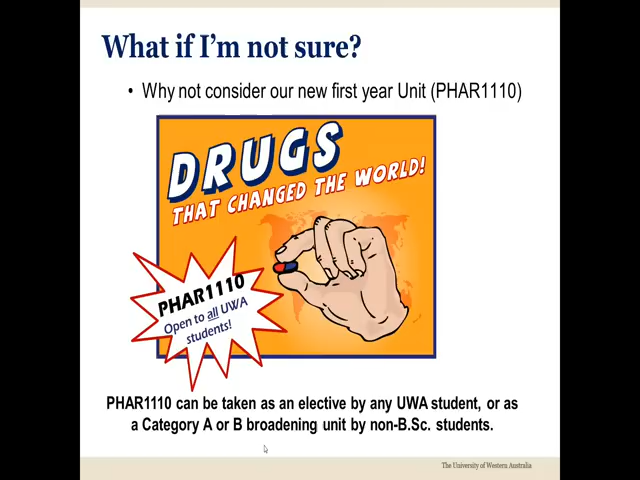 What if I'm not sure?
• Why not consider our new first year Unit (PHAR1110)
DRUGS
THAT CHANGED THE WORLD!
PHAR1110
Open to all UWA
students!
PHAR1110 can be taken as an elective by any UWA student, or as
a Category A or B broadening unit by non-B.Sc. students.
The University of Western Australia